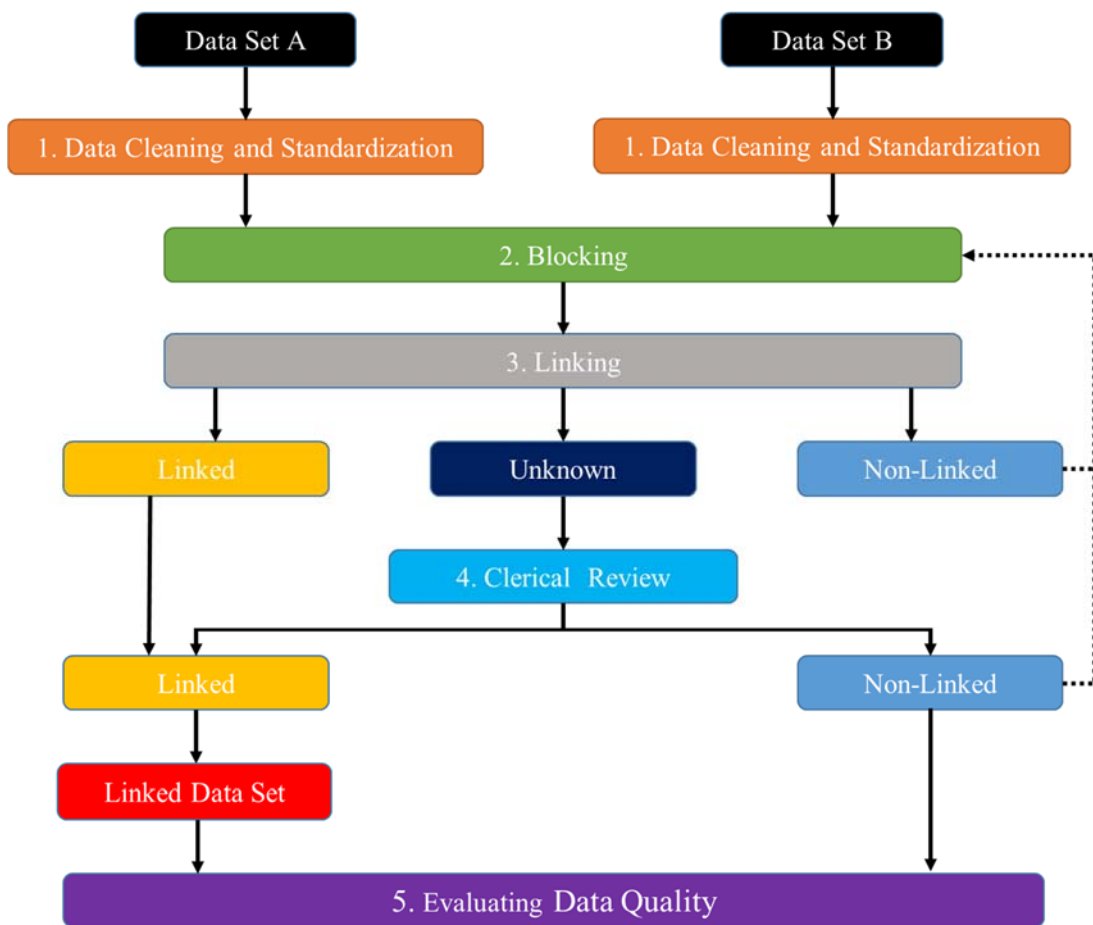 Data Set A
Data Set B
1. Data Cleaning and Standardization
1. Data Cleaning and Standardization
2. Blocking
3. Linking
Linked
Unknown
Non-Linked
4. Clerical Review
Linked
Non-Linked
Linked Data Set
5. Evaluating Data Quality